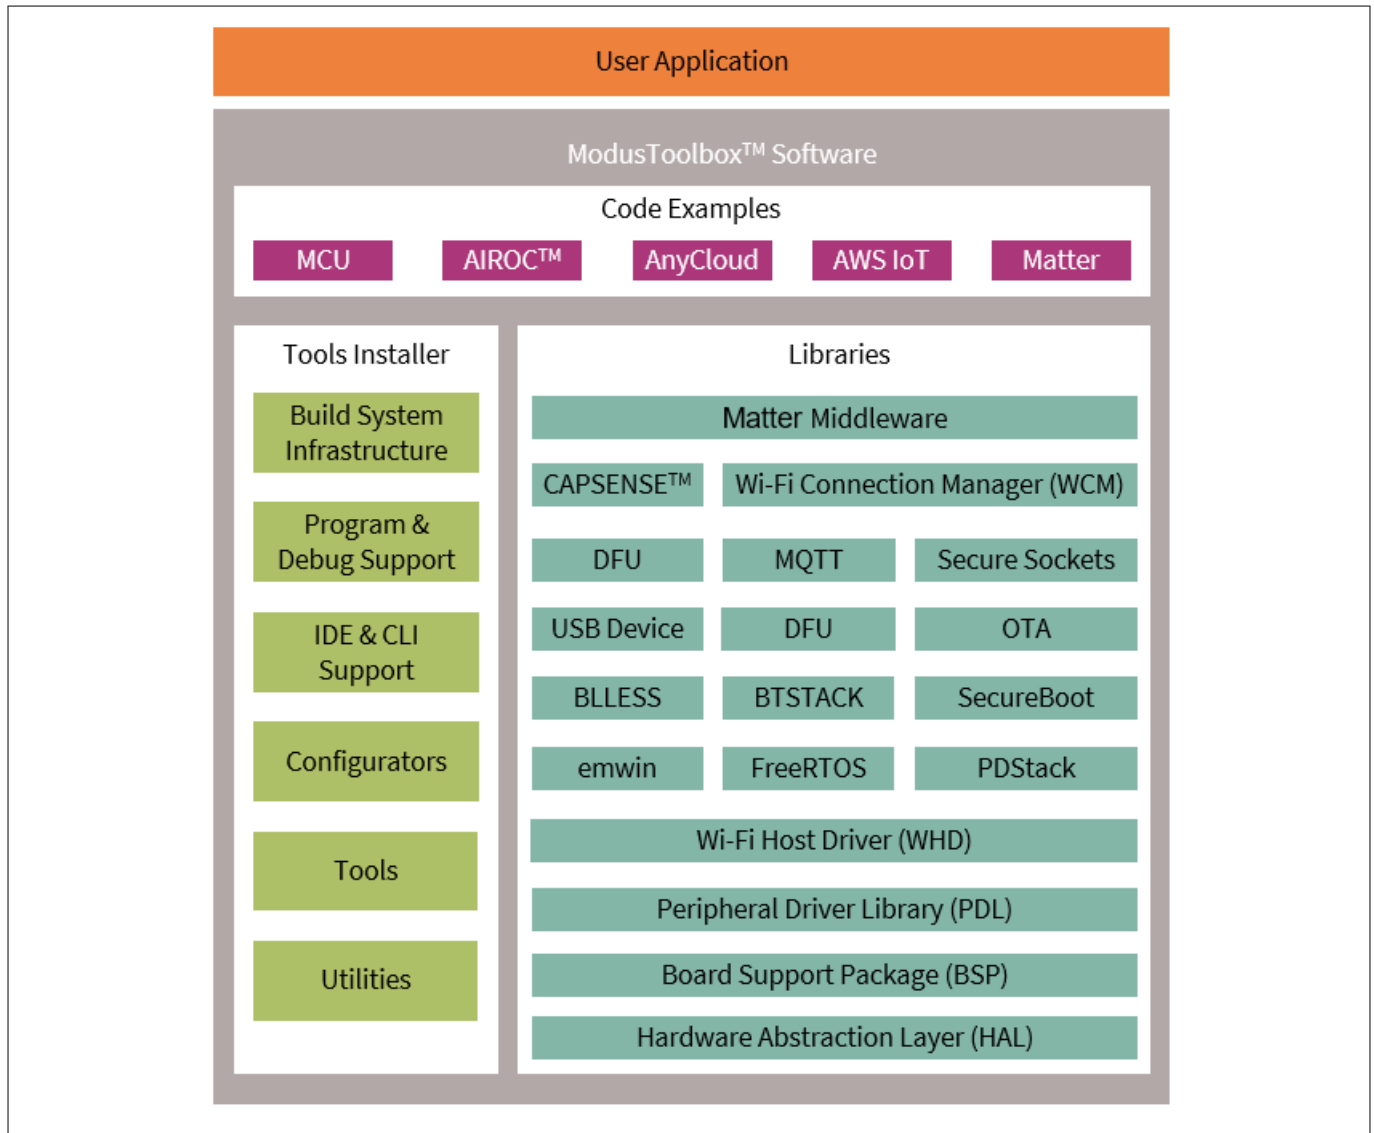 User Application
ModusToolbox™ Software
Code Examples
MCU
AIROC™
AnyCloud
AWS IoT
Matter
Tools Installer
Build System
Infrastructure
Program &
Debug Support
IDE & CLI
Support
Configurators
Tools
Utilities
Libraries
Matter Middleware
CAPSENSE™
Wi-Fi Connection Manager (WCM)
DFU
MQTT
Secure Sockets
USB Device
DFU
OTA
BLLESS
BTSTACK
SecureBoot
emwin
FreeRTOS
PDStack
Wi-Fi Host Driver (WHD)
Peripheral Driver Library (PDL)
Board Support Package (BSP)
Hardware Abstraction Layer (HAL)